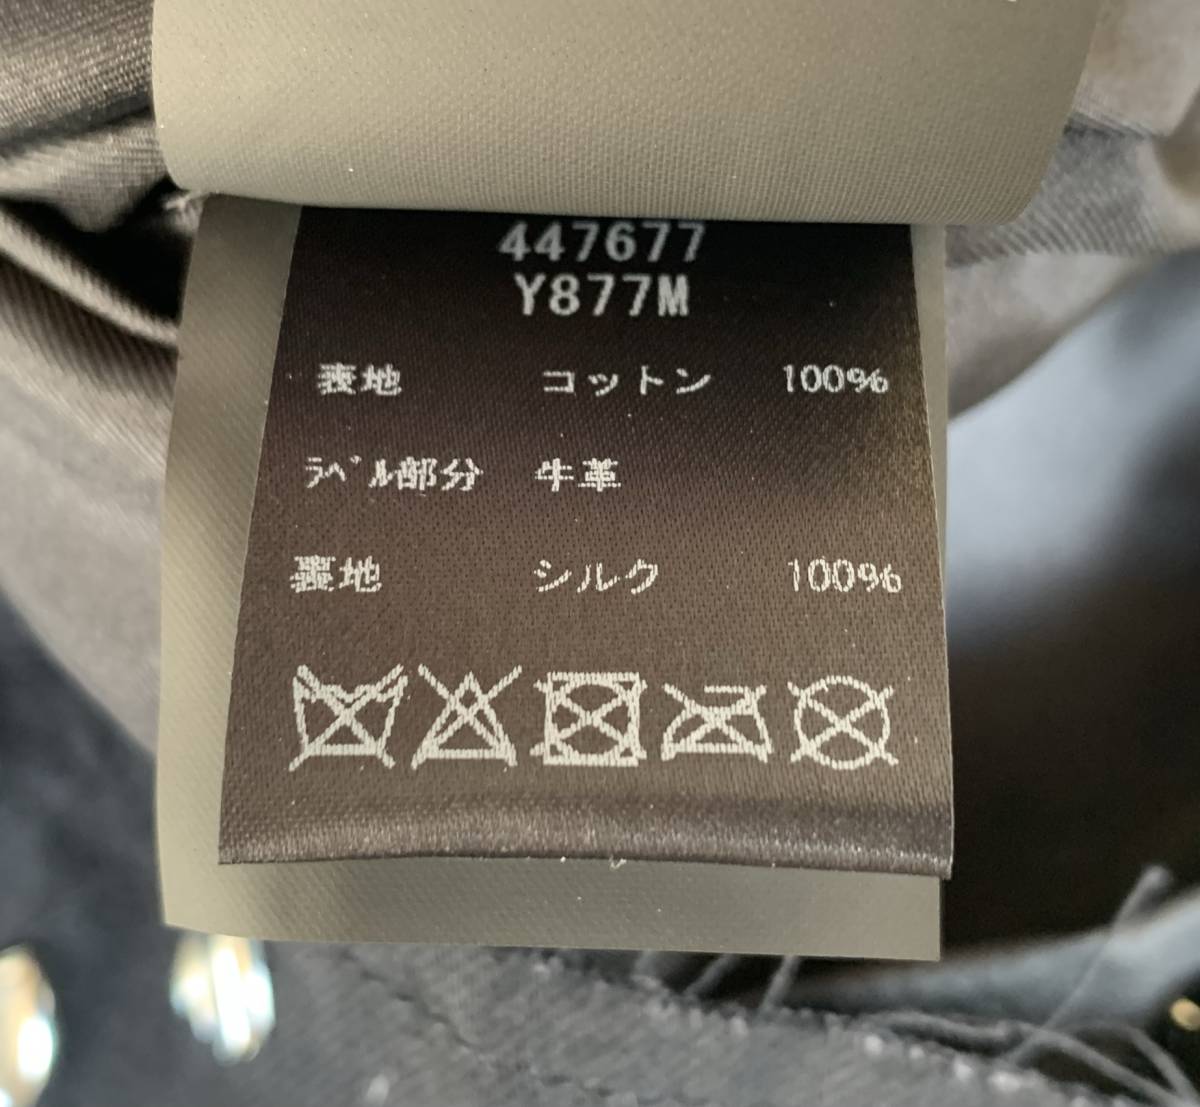 447677
Y877M
表地 コットン 100%
ラベル部分 牛革
裏地 シルク 100%